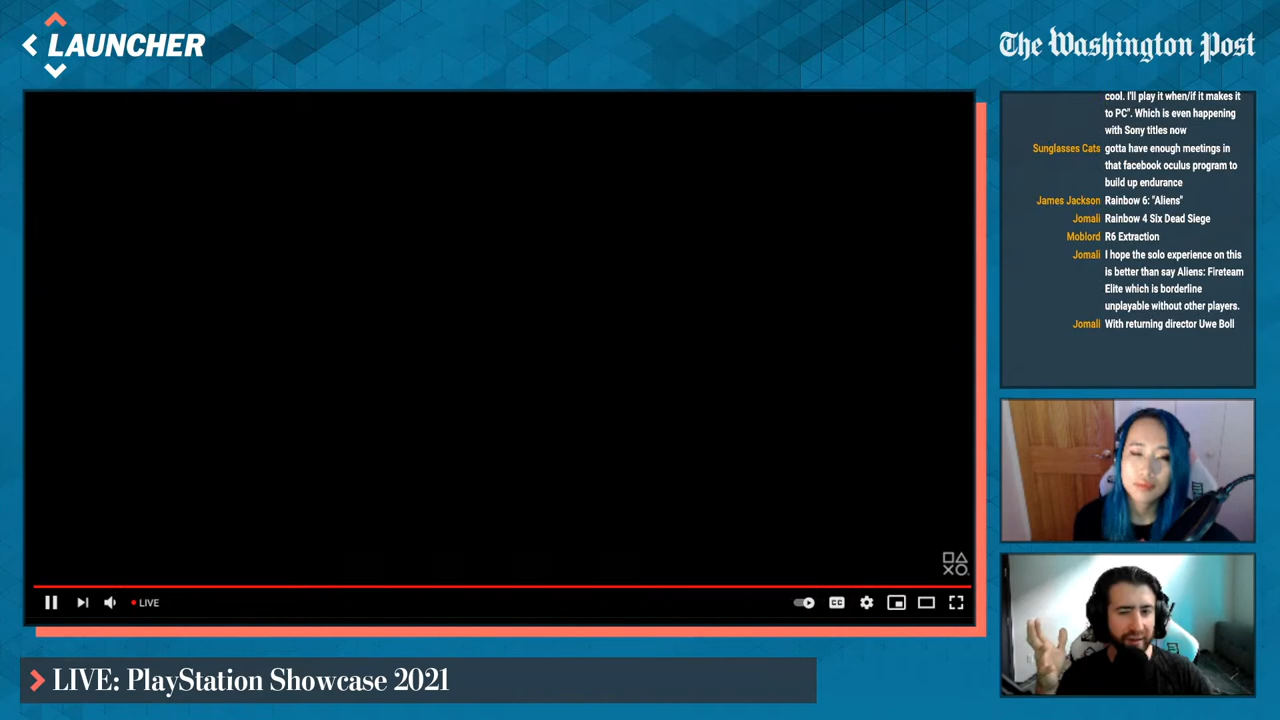 LAUNCHER
The Washington Post
cool. I'll play it when/if it makes it
to PC". Which is even happening
with Sony titles now
Sunglasses Cats gotta have enough meetings in
that facebook oculus program to
build up endurance
James Jackson Rainbow 6: "Aliens"
Jomali Rainbow 4 Six Dead Siege
Moblord R6 Extraction
Jomali I hope the solo experience on this
is better than say Aliens: Fireteam
Elite which is borderline
unplayable without other players.
Jomali With returning director Uwe Boll
LIVE
CC
LIVE: PlayStation Showcase 2021